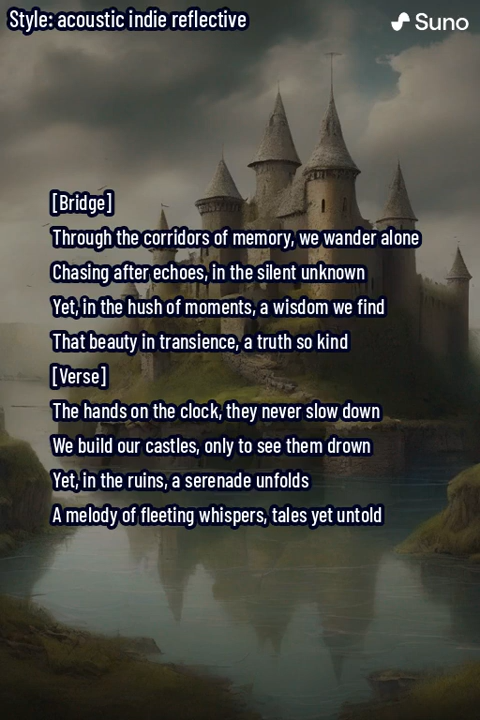 Style: acoustic indie reflective
Suno
[Bridge]
Through the corridors of memory, we wander alone
Chasing after echoes, in the silent unknown
Yet, in the hush of moments, a wisdom we find
That beauty in transience, a truth so kind
[Verse]
The hands on the clock, they never slow down
We build our castles, only to see them drown
Yet, in the ruins, a serenade unfolds
A melody of fleeting whispers, tales yet untold